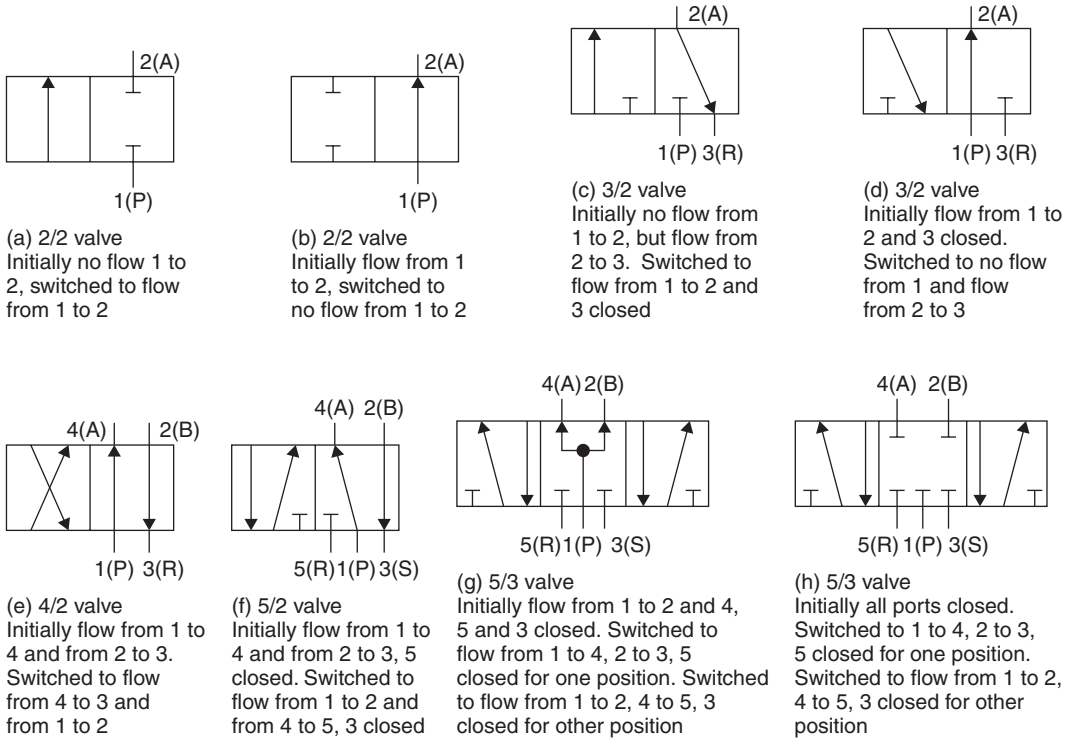 2(A)
1(P)
(a) 2/2 valve
Initially no flow 1 to
2, switched to flow
from 1 to 2
2(A)
1(P)
(b) 2/2 valve
Initially flow from 1
to 2, switched to
no flow from 1 to 2
2(A)
1(P) 3(R)
(c) 3/2 valve
Initially no flow from
1 to 2, but flow from
2 to 3. Switched to
flow from 1 to 2 and
3 closed
2(A)
1(P) 3(R)
(d) 3/2 valve
Initially flow from 1 to
2 and 3 closed.
Switched to no flow
from 1 and flow
from 2 to 3
4(A) 2(B)
1(P) 3(R)
(e) 4/2 valve
Initially flow from 1 to
4 and from 2 to 3.
Switched to flow
from 4 to 3 and
from 1 to 2
4(A) 2(B)
5(R) 1(P) 3(S)
(f) 5/2 valve
Initially flow from 1 to
4 and from 2 to 3, 5
closed. Switched to
flow from 1 to 2 and
from 4 to 5, 3 closed
4(A) 2(B)
5(R) 1(P) 3(S)
(g) 5/3 valve
Initially flow from 1 to 2 and 4,
5 and 3 closed. Switched to
flow from 1 to 4, 2 to 3, 5
closed for one position. Switched
to flow from 1 to 2, 4 to 5, 3
closed for other position
4(A) 2(B)
5(R) 1(P) 3(S)
(h) 5/3 valve
Initially all ports closed.
Switched to 1 to 4, 2 to 3,
5 closed for one position.
Switched to flow from 1 to 2,
4 to 5, 3 closed for other
position